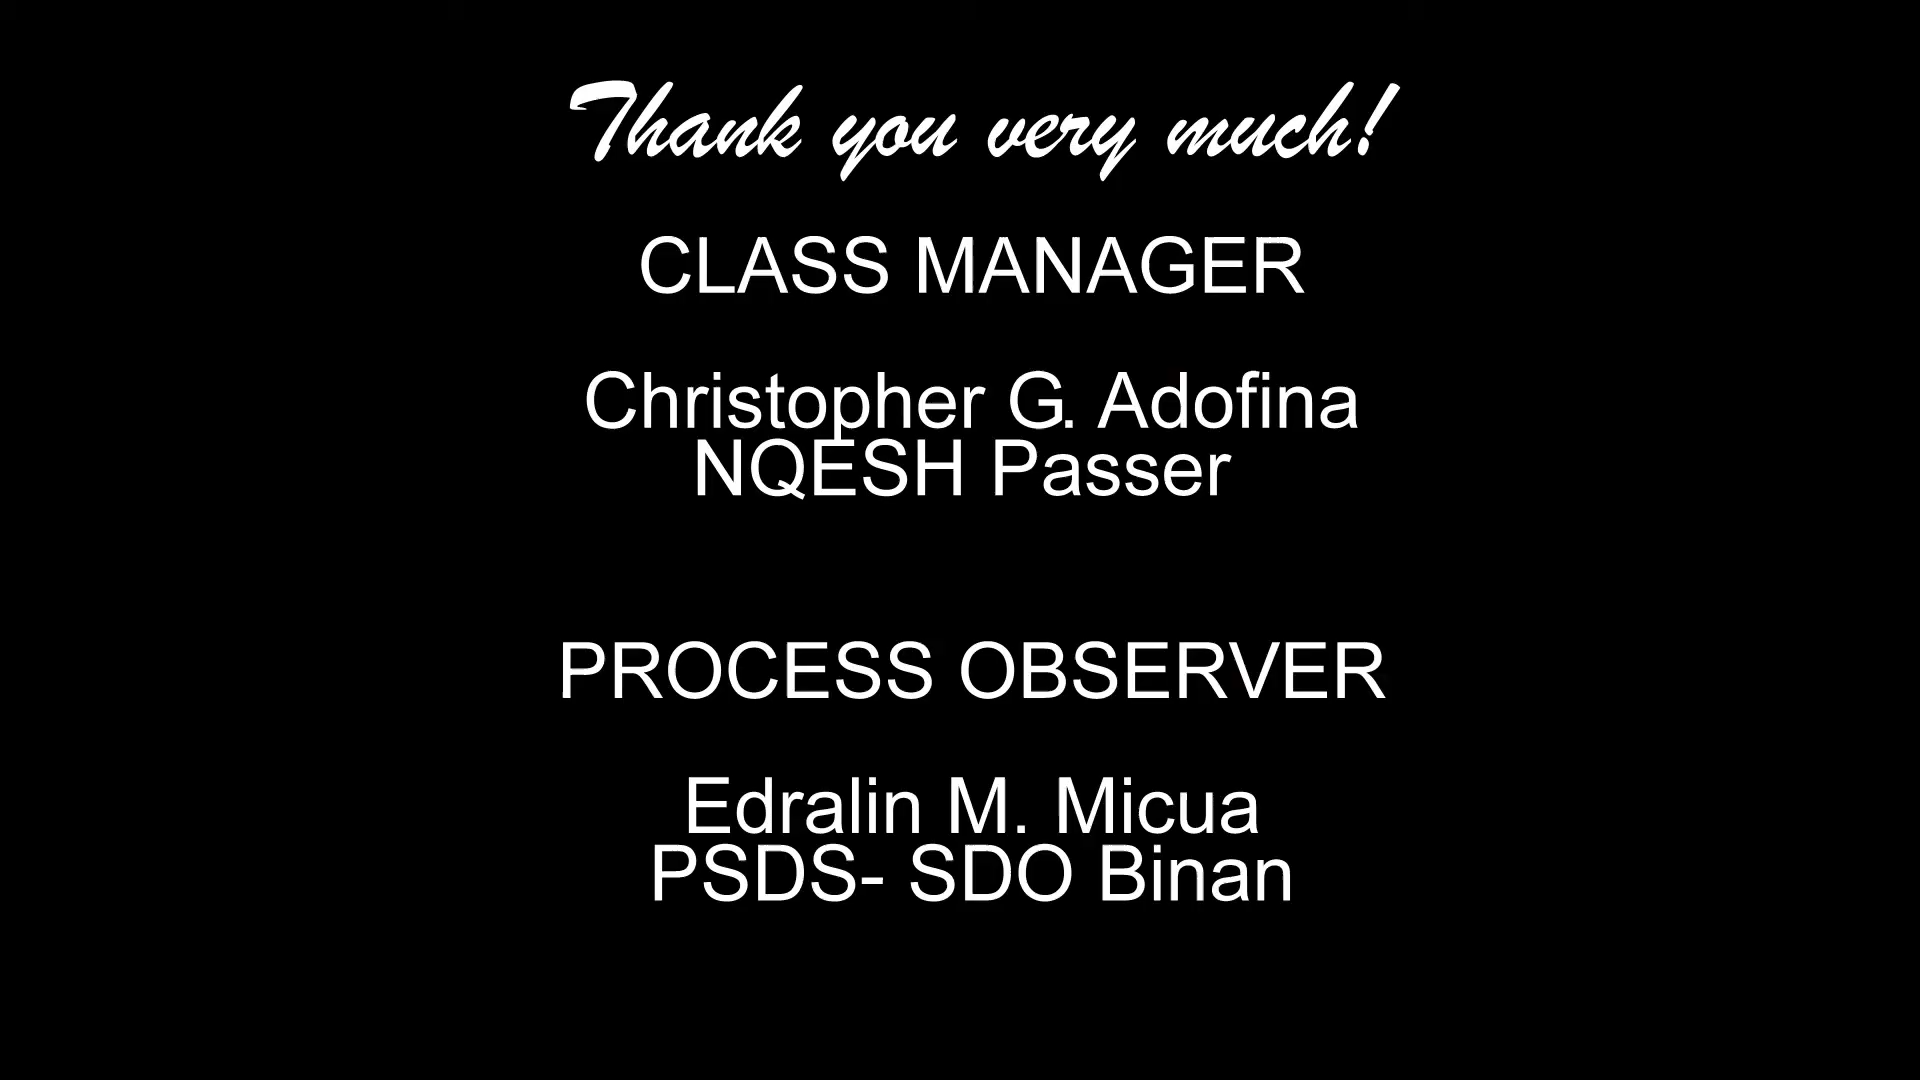 Thank you very much!
CLASS MANAGER
Christopher G. Adofina
NQESH Passer
PROCESS OBSERVER
Edralin M. Micua
PSDS- SDO Binan